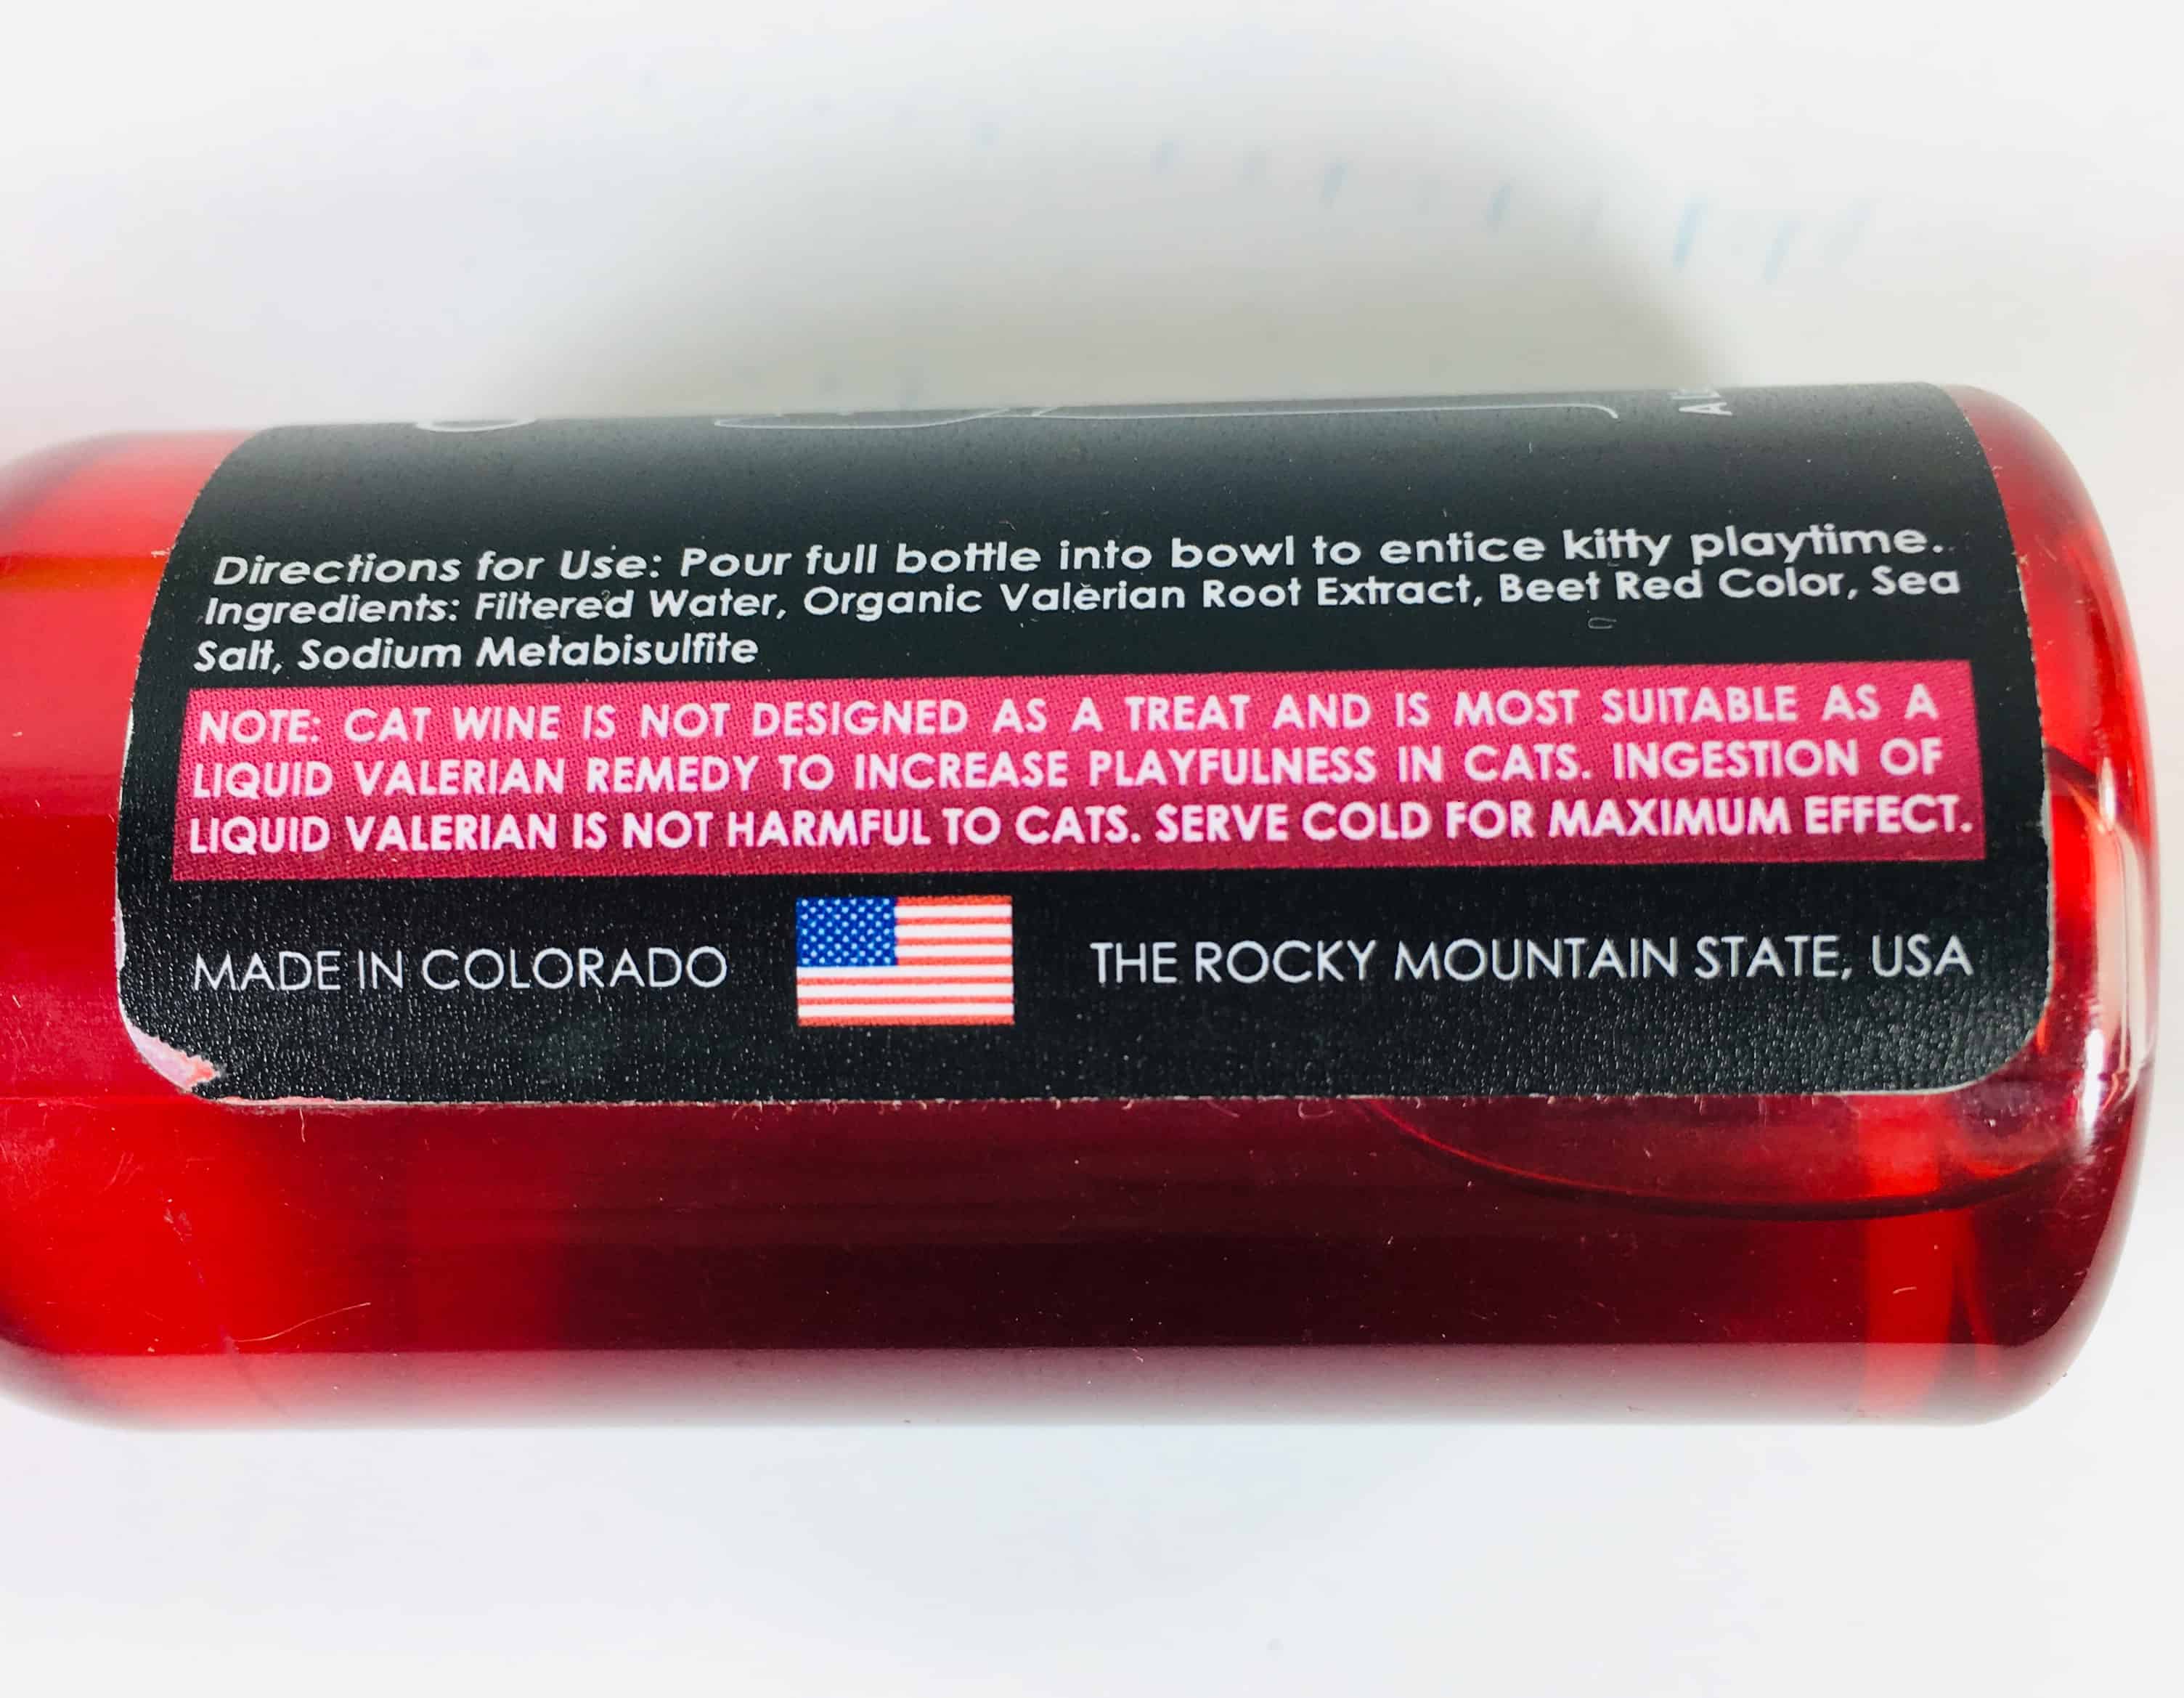 Directions for Use: Pour full bottle into bowl to entice kitty playtime.
Ingredients: Filtered Water, Organic Valerian Root Extract, Beet Red Color, Sea
Salt, Sodium Metabisulfite
NOTE: CAT WINE IS NOT DESIGNED AS A TREAT AND IS MOST SUITABLE AS A
LIQUID VALERIAN REMEDY TO INCREASE PLAYFULNESS IN CATS. INGESTION OF
LIQUID VALERIAN IS NOT HARMFUL TO CATS. SERVE COLD FOR MAXIMUM EFFECT.
MADE IN COLORADO
THE ROCKY MOUNTAIN STATE, USA